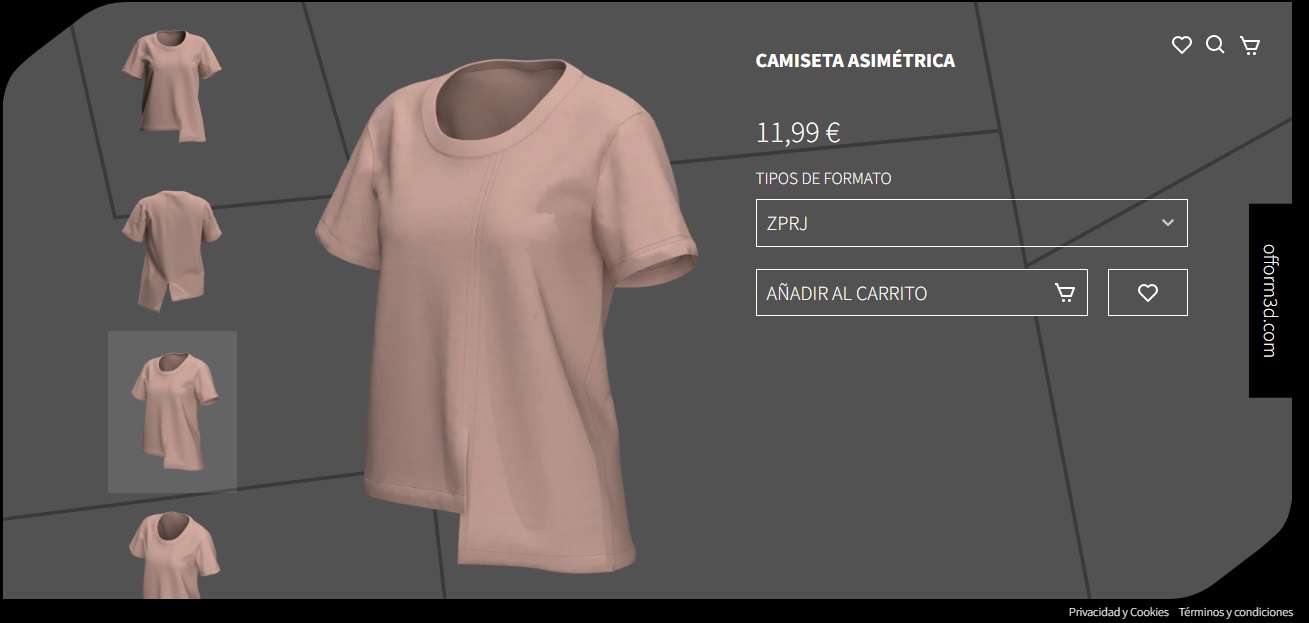 CAMISETA ASIMÉTRICA
11,99 €
TIPOS DE FORMATO
ZPRJ
AÑADIR AL CARRITO
ofform3d.com
Privacidad y Cookies Términos y condiciones